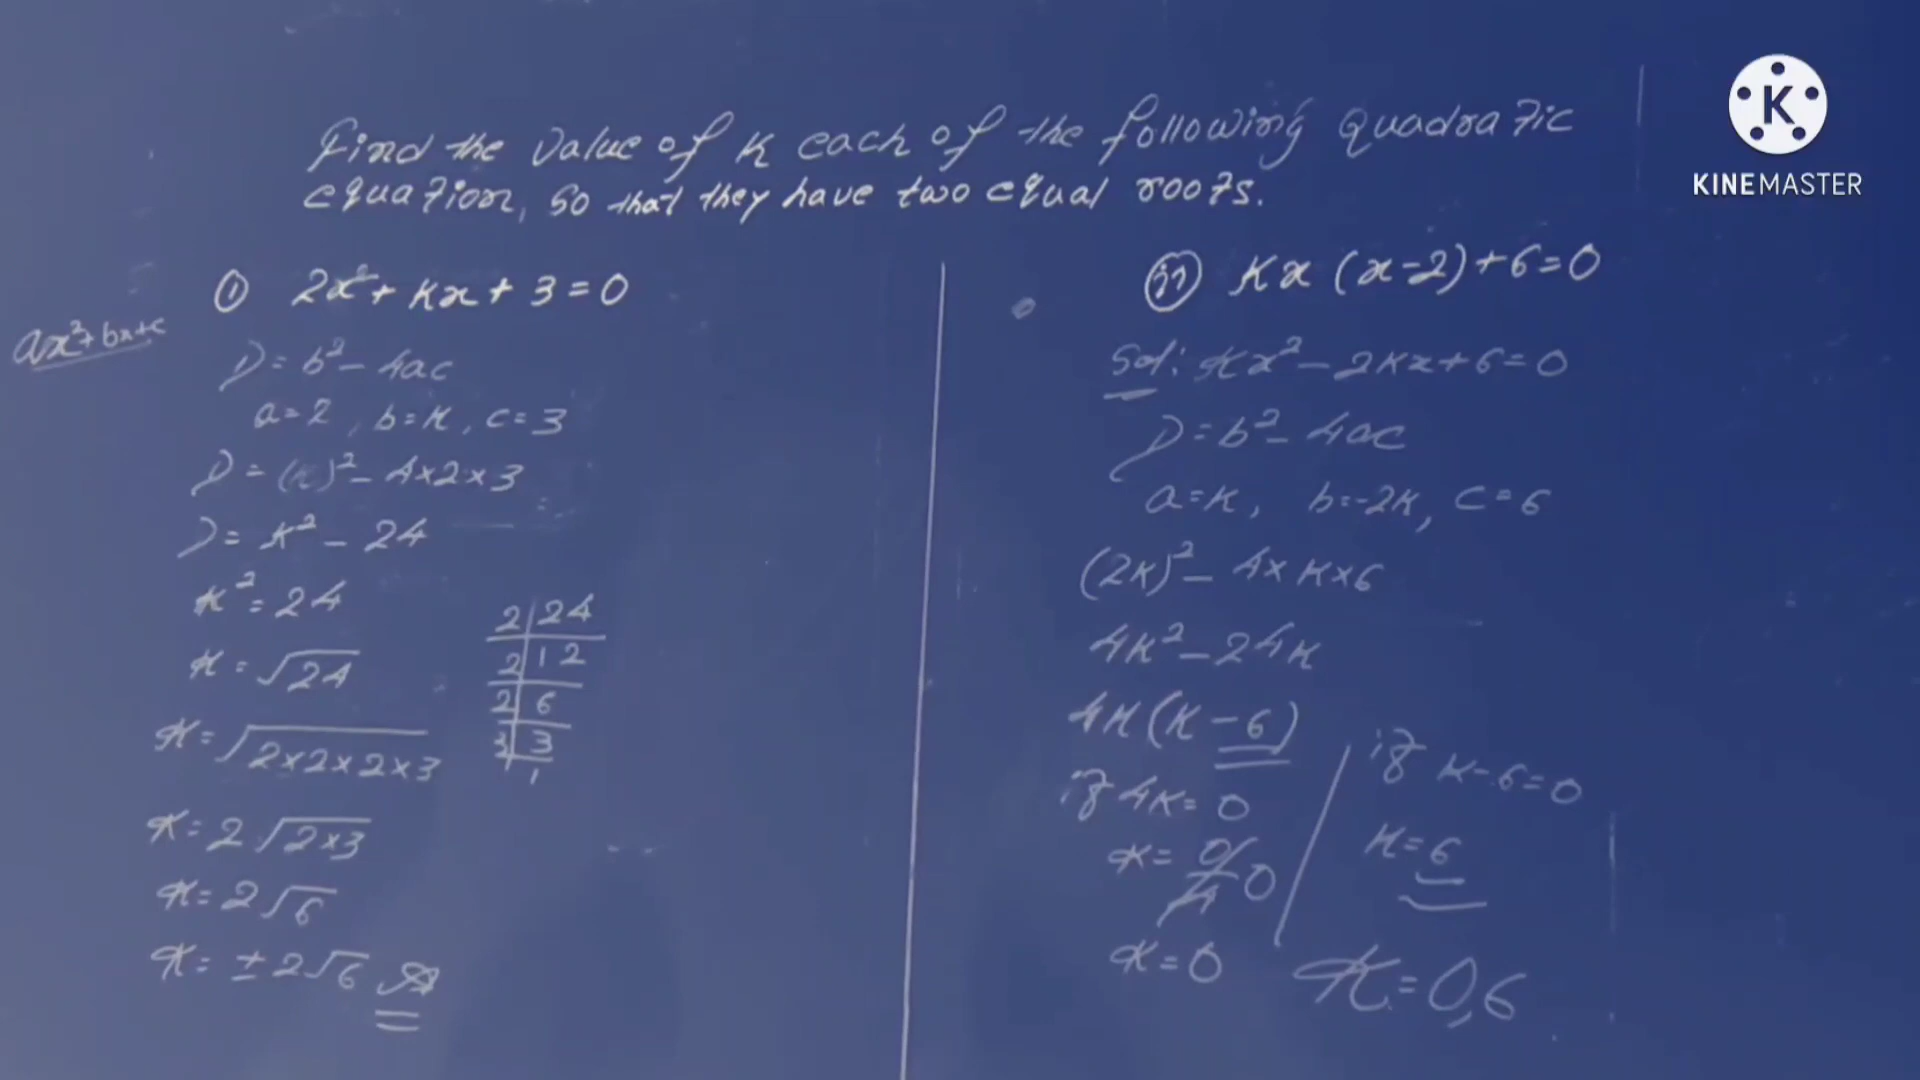 Find the value of K each of the following quadratic
equation, so that they have two equal roots.
① 2x² + Kx + 3 = 0
ax² + bx + c
D = b² - 4ac
a = 2, b = K, c = 3
D = (K)² - 4×2×3
D = K² - 24
K² = 24
K = √24
K = √2×2×2×3
K = 2√2×3
K = 2√6
K = ±2√6
2 | 24
2 | 12
2 | 6
3 | 3
1
(ii) Kx (x-2) + 6 = 0
Sol: Kx² - 2Kx + 6 = 0
D = b² - 4ac
a = K, b = -2K, c = 6
(2K)² - 4×K×6
4K² - 24K
4K(K - 6)
if 4K = 0
K = 0/4 0
K = 0
if K - 6 = 0
K = 6
K = 0,6
K
KINEMASTER